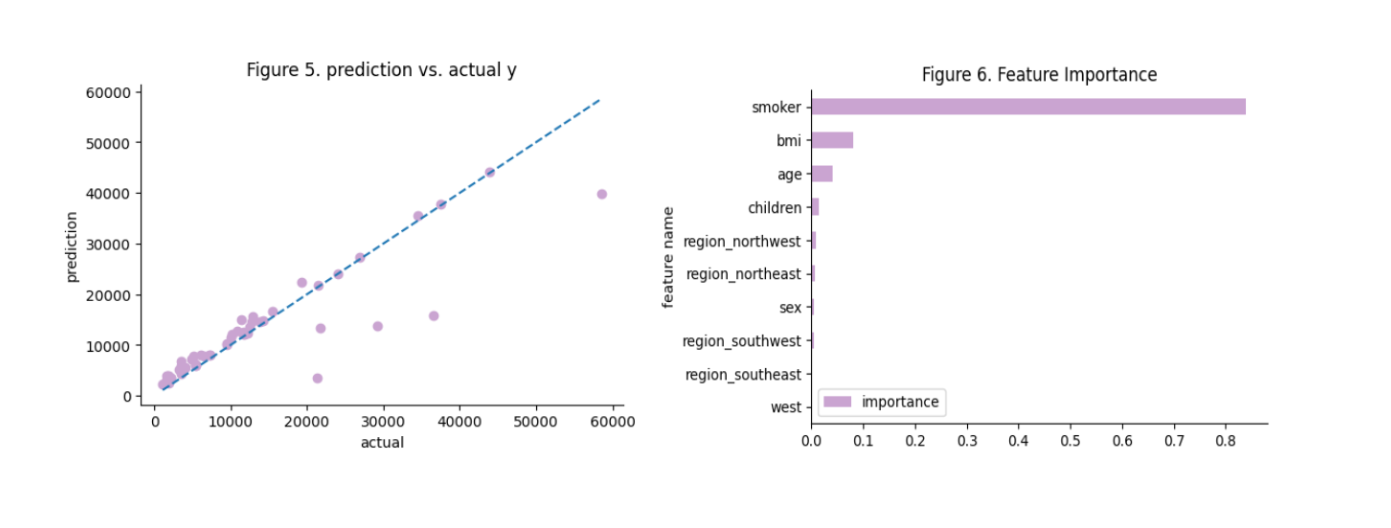 Figure 5. prediction vs. actual y
60000
50000
40000
30000
20000
10000
0
prediction
0 10000 20000 30000 40000 50000 60000
actual
Figure 6. Feature Importance
feature name
smoker
bmi
age
children
region_northwest
region_northeast
sex
region_southwest
region_southeast
west
importance
0.0 0.1 0.2 0.3 0.4 0.5 0.6 0.7 0.8